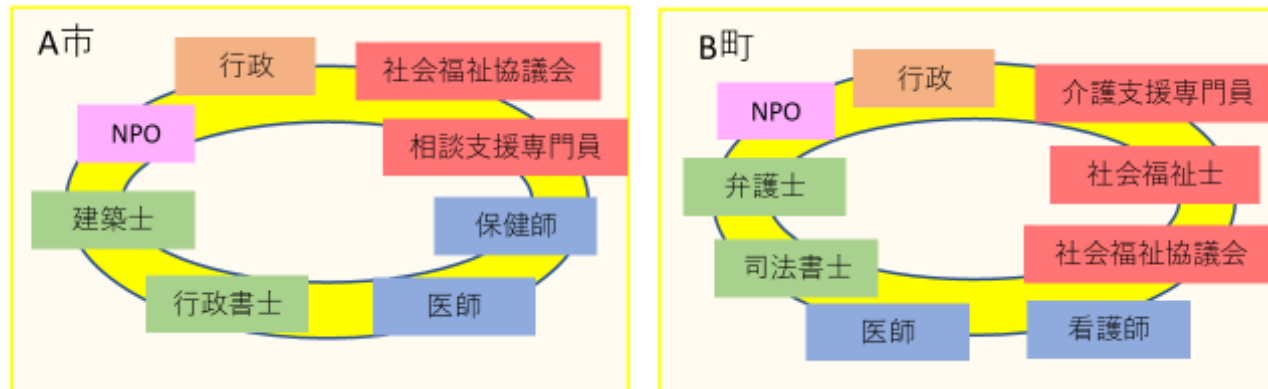 A市
行政
社会福祉協議会
NPO
相談支援専門員
建築士
保健師
行政書士
医師
B町
行政
介護支援専門員
NPO
社会福祉士
弁護士
社会福祉協議会
司法書士
医師
看護師